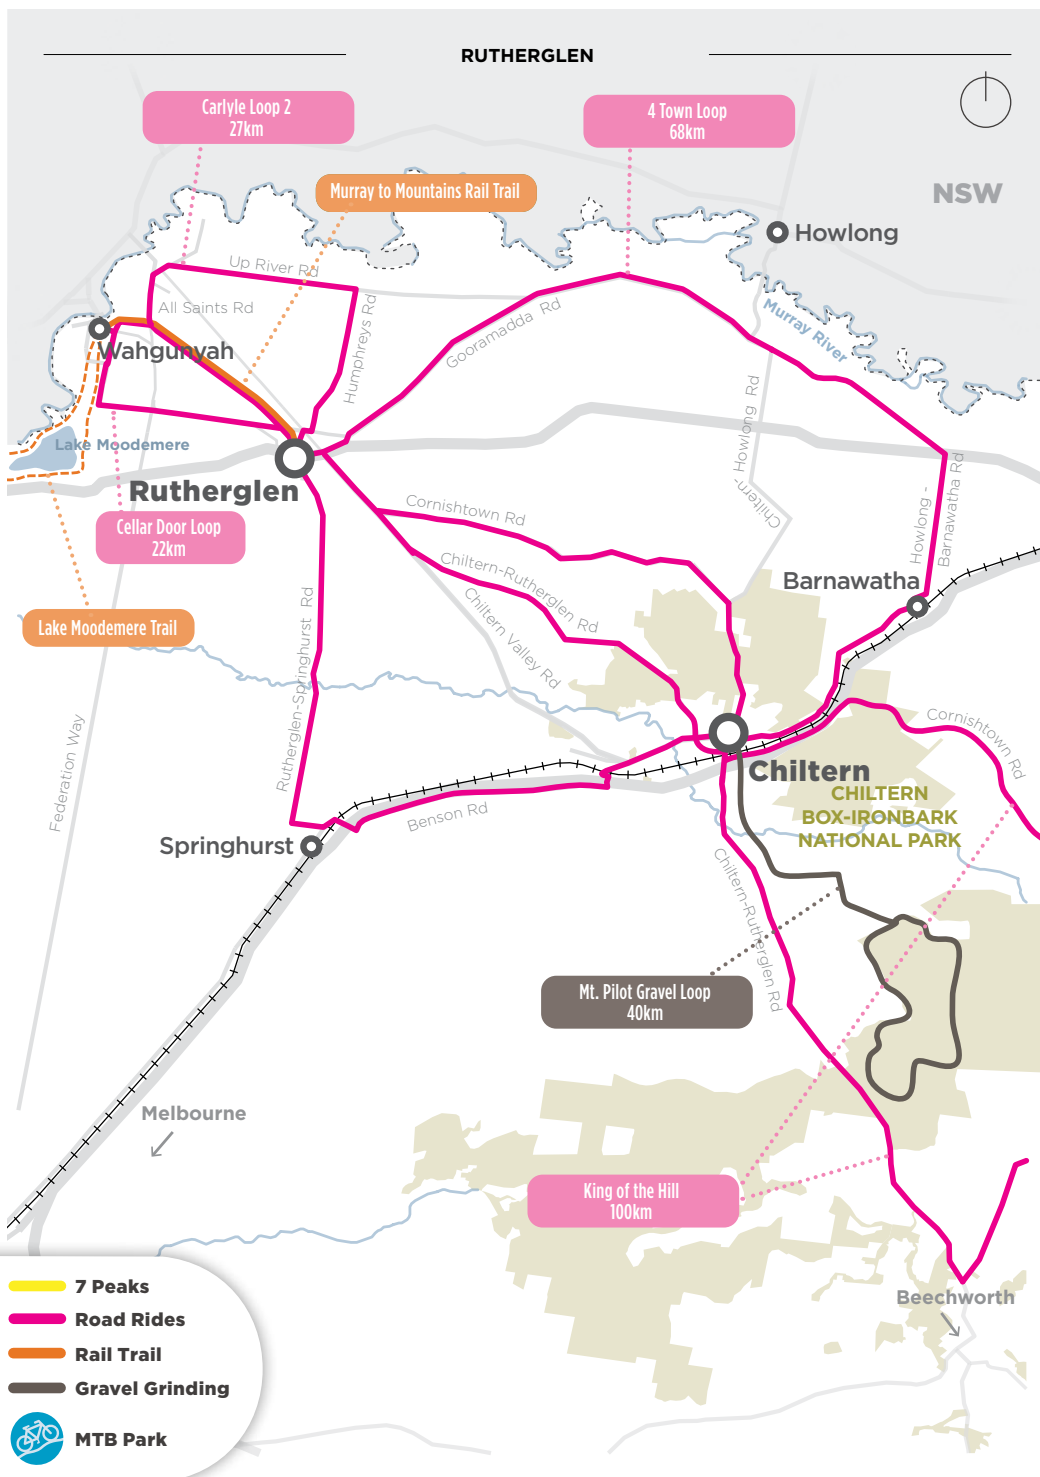 RUTHERGLEN
Carlyle Loop 2
27km
4 Town Loop
68km
Murray to Mountains Rail Trail
NSW
Howlong
Up River Rd
All Saints Rd
Humphreys Rd
Gooramadda Rd
Murray River
Wahgunyah
Chiltern-
Howlong Rd
Lake Moodemere
Rutherglen
Howlong -
Barnawatha Rd
Cornishtown Rd
Cellar Door Loop
22km
Chiltern-Rutherglen Rd
Barnawatha
Chiltern Valley Rd
Lake Moodemere Trail
Rutherglen-Springhurst Rd
Federation Way
Cornishtown Rd
Chiltern
CHILTERN
BOX-IRONBARK
NATIONAL PARK
Benson Rd
Springhurst
Chiltern-Rutherglen Rd
Mt. Pilot Gravel Loop
40km
Melbourne
King of the Hill
100km
Beechworth
7 Peaks
Road Rides
Rail Trail
Gravel Grinding
MTB Park